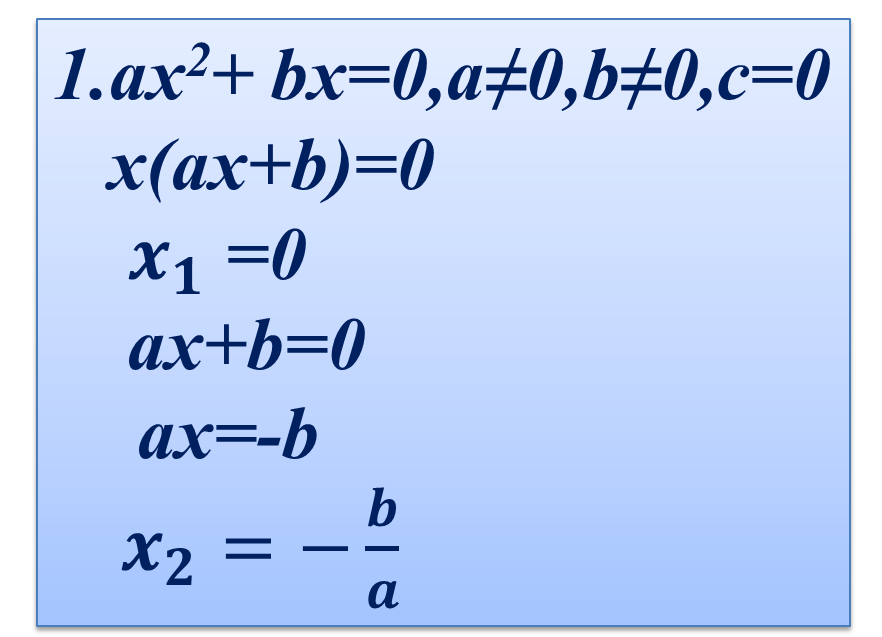 1.ax²+ bx=0,a≠0,b≠0,c=0
x(ax+b)=0
x₁ =0
ax+b=0
ax=-b
x₂ = − b/a